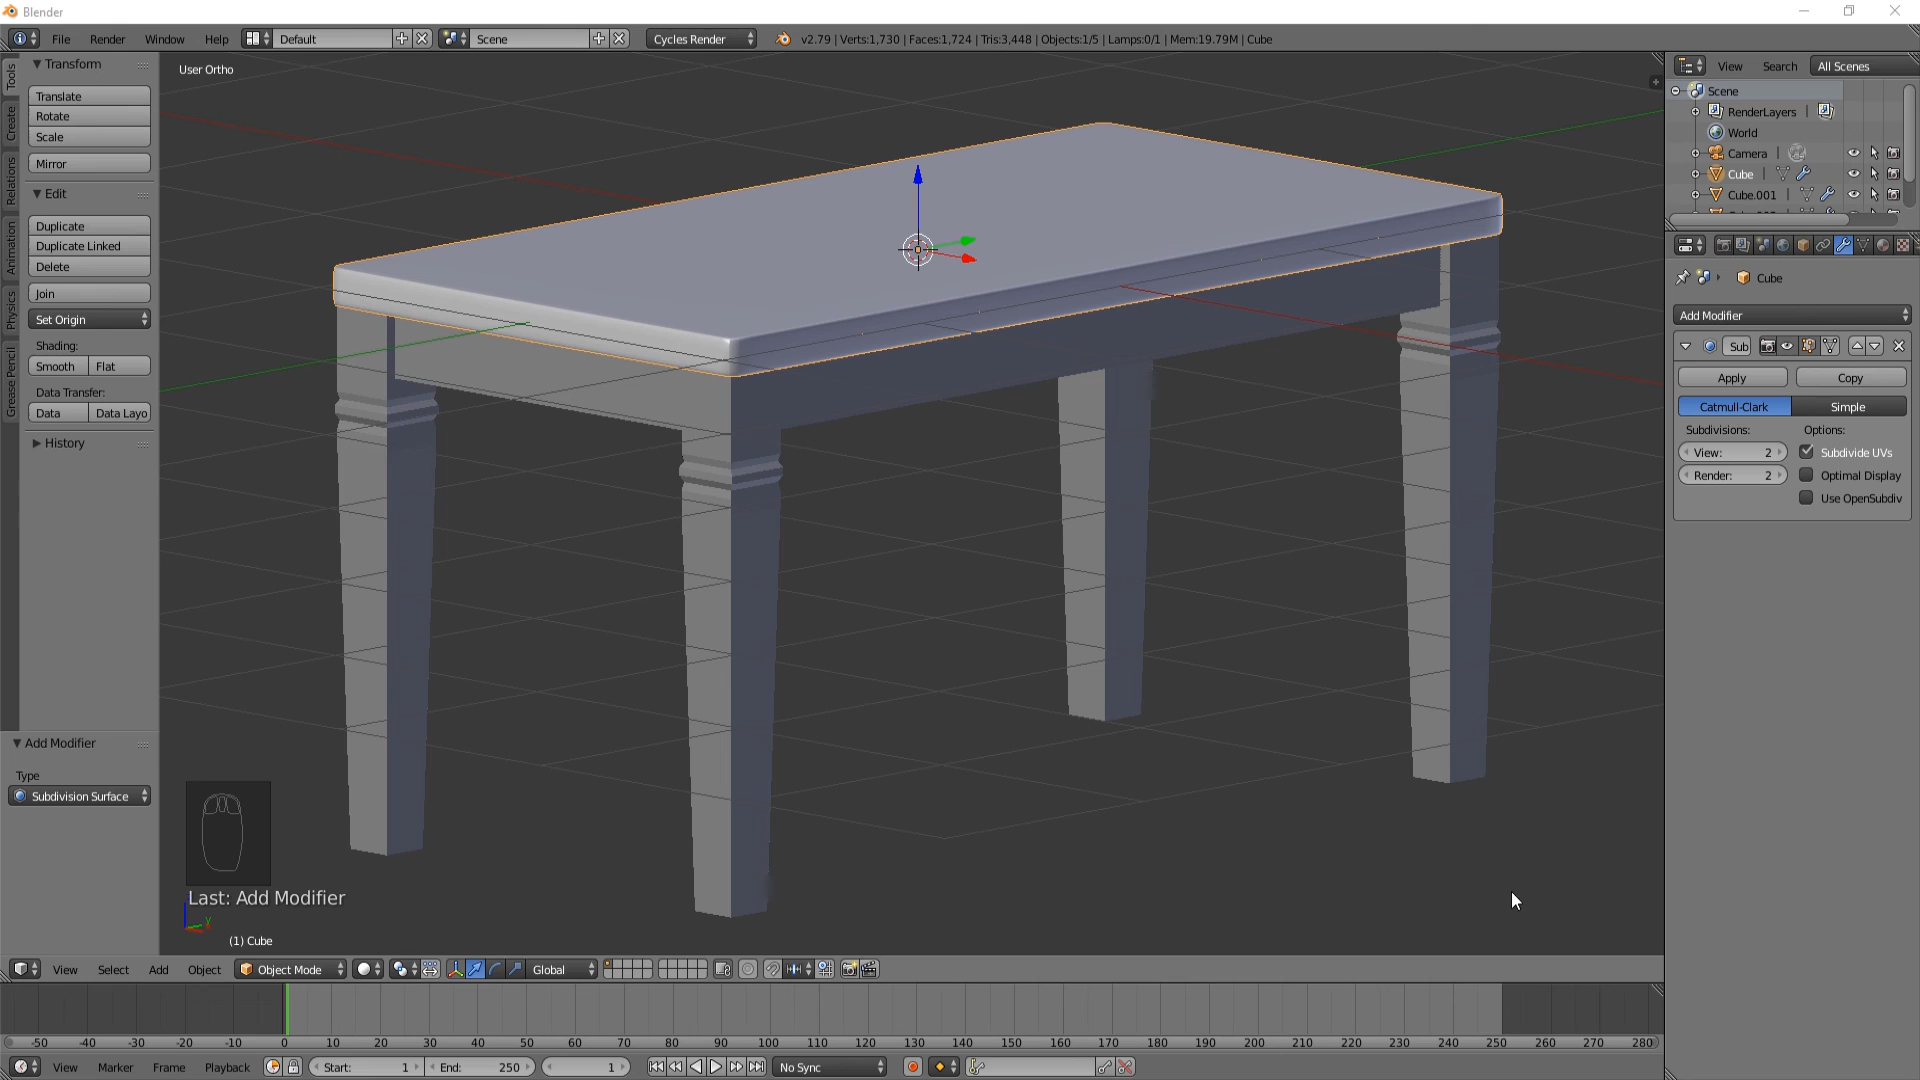 Blender
File Render Window Help Default Scene Cycles Render v2.79 | Verts:1,730 | Faces:1,724 | Tris:3,448 | Objects:1/5 | Lamps:0/1 | Mem:19.79M | Cube
Tools
Create
Relations
Animation
Physics
Grease Pencil
Transform
Translate
Rotate
Scale
Mirror
Edit
Duplicate
Duplicate Linked
Delete
Join
Set Origin
Shading:
Smooth Flat
Data Transfer:
Data Data Layo
History
Add Modifier
Type
Subdivision Surface
User Ortho
Last: Add Modifier
y
(1) Cube
View Search All Scenes
Scene
RenderLayers |
World
Camera |
Cube |
Cube.001 |
Cube
Add Modifier
Sub
Apply Copy
Catmull-Clark Simple
Subdivisions: Options:
View: 2 Subdivide UVs
Render: 2 Optimal Display
Use OpenSubdiv
View Select Add Object Object Mode Global
-50 -40 -30 -20 -10 0 10 20 30 40 50 60 70 80 90 100 110 120 130 140 150 160 170 180 190 200 210 220 230 240 250 260 270 280
View Marker Frame Playback Start: 1 End: 250 1 No Sync